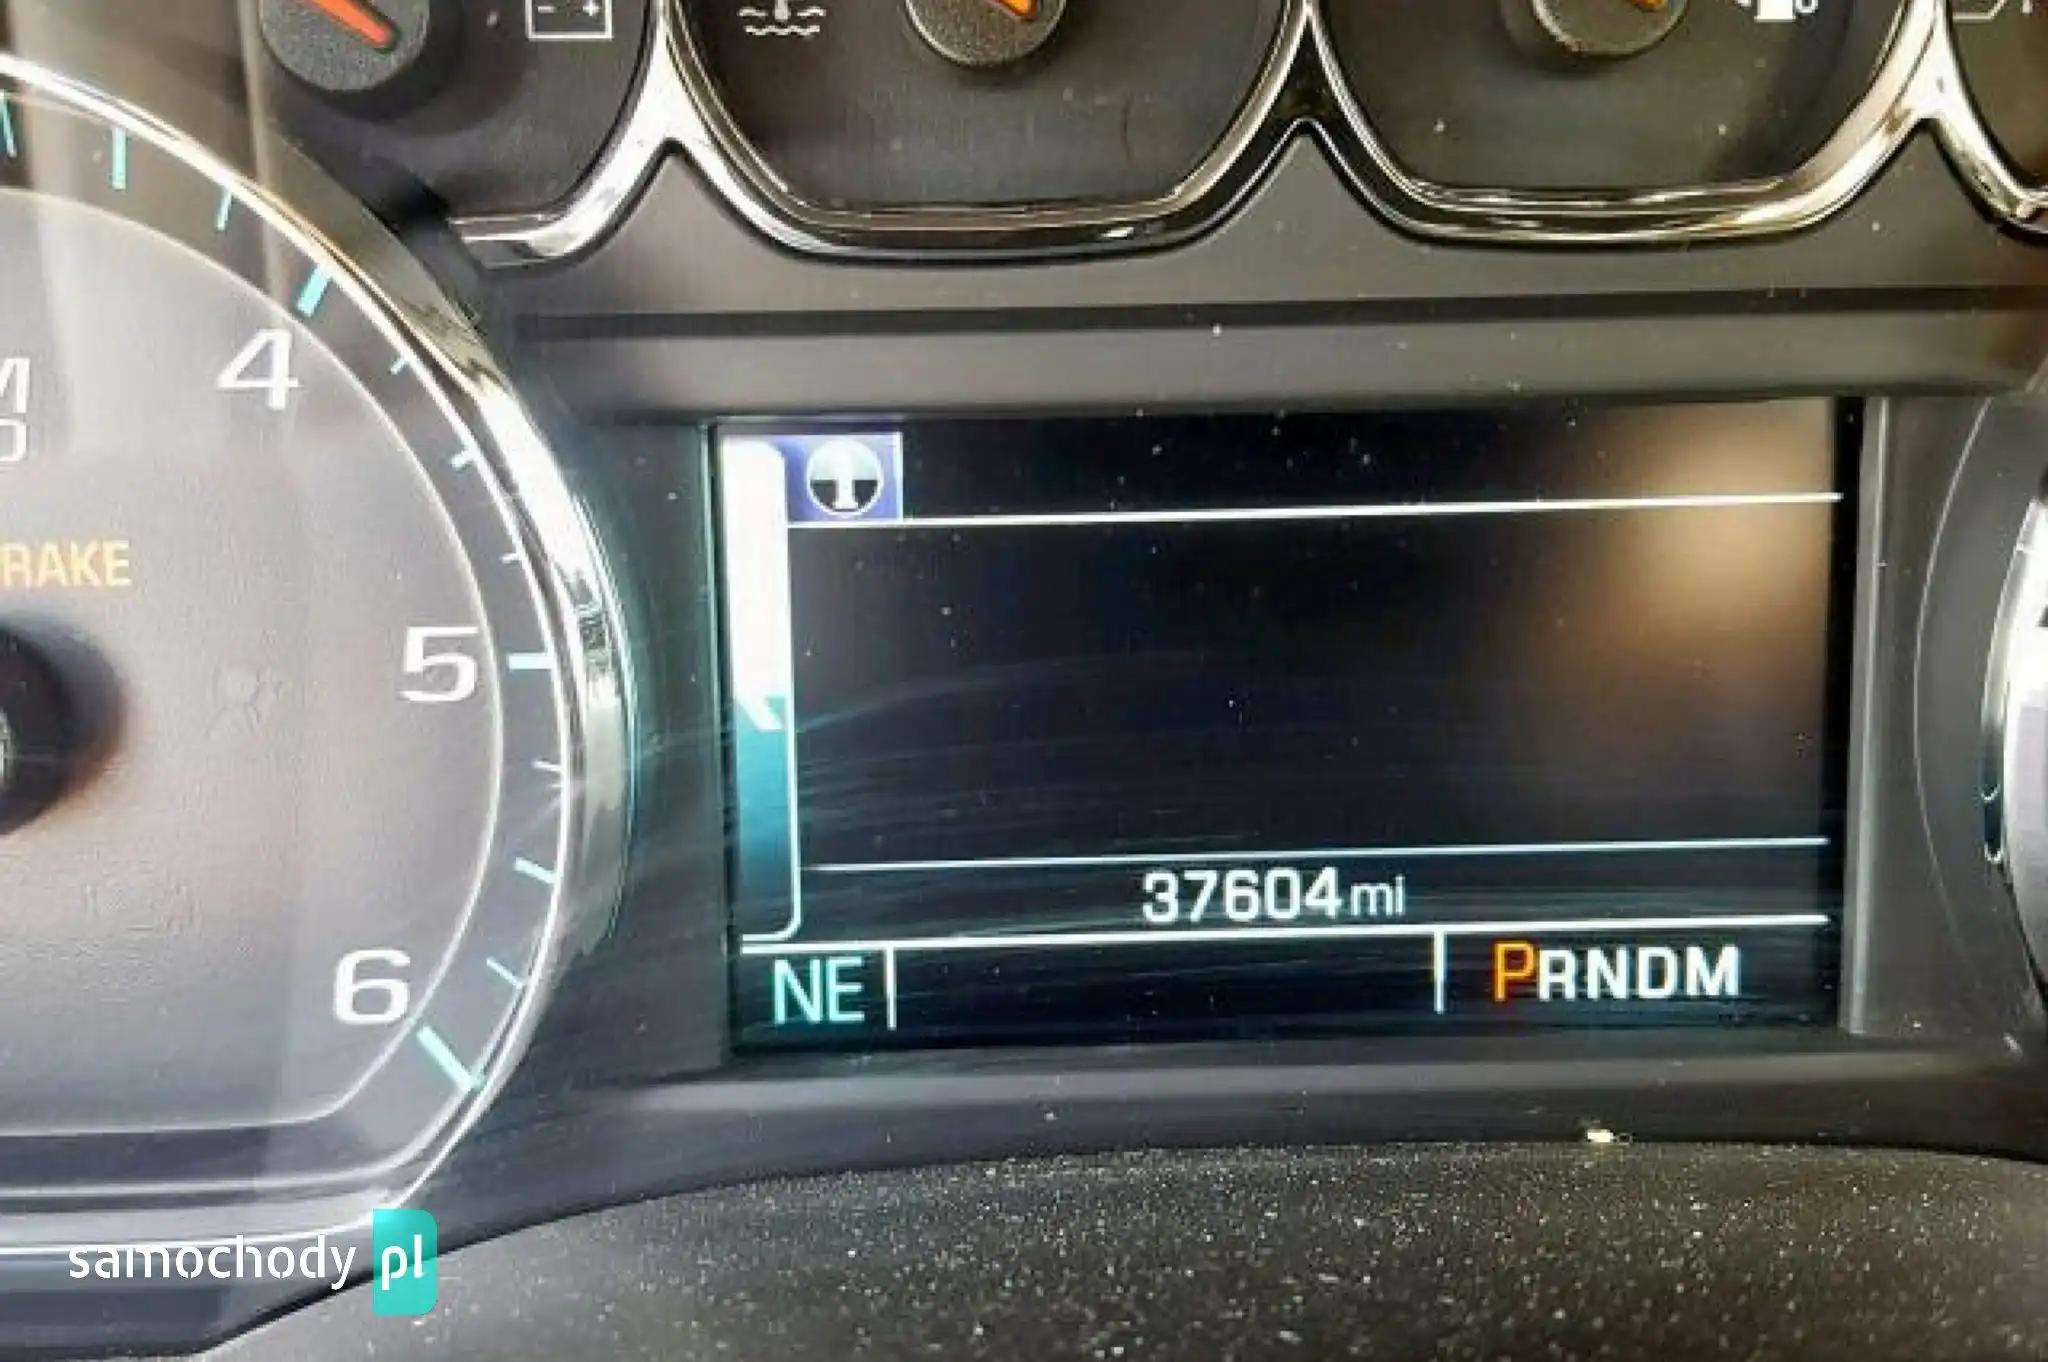 4
RAKE
5
6
37604 mi
NE
PRNDM
samochody pl